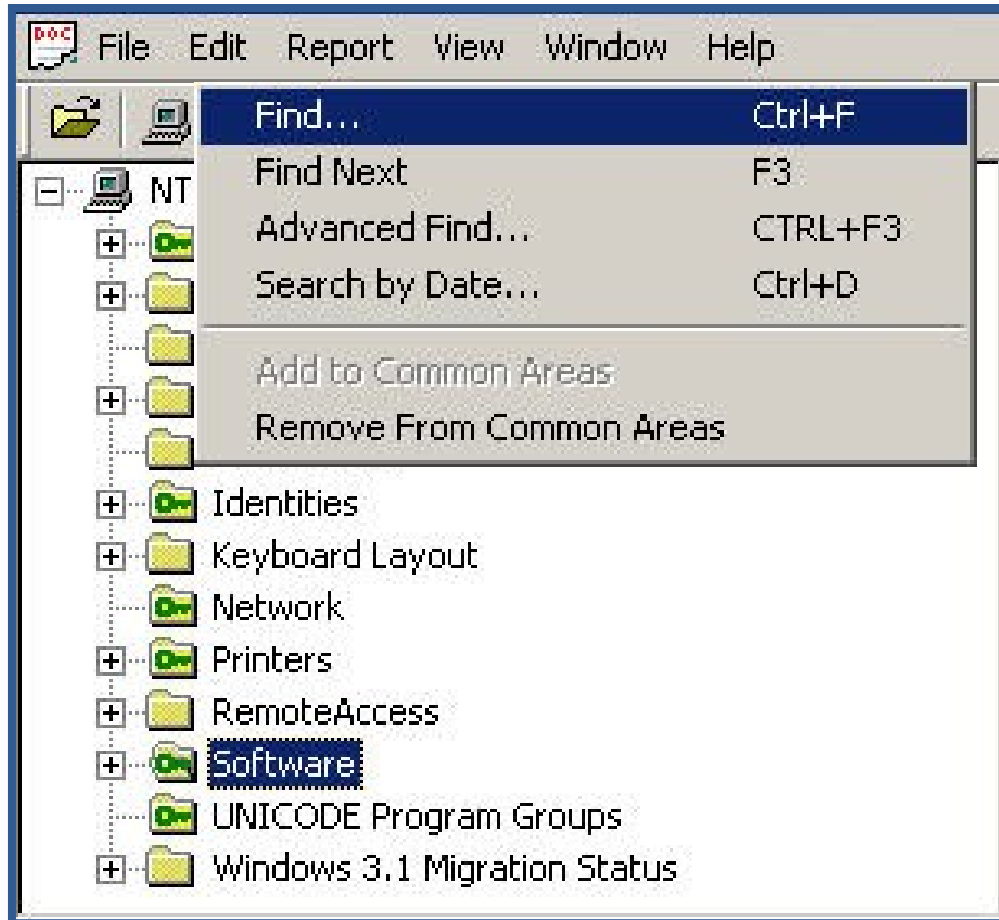 DOC
File Edit Report View Window Help
Find... Ctrl+F
Find Next F3
Advanced Find... CTRL+F3
Search by Date... Ctrl+D
Add to Common Areas
Remove From Common Areas
NT
Identities
Keyboard Layout
Network
Printers
RemoteAccess
Software
UNICODE Program Groups
Windows 3.1 Migration Status